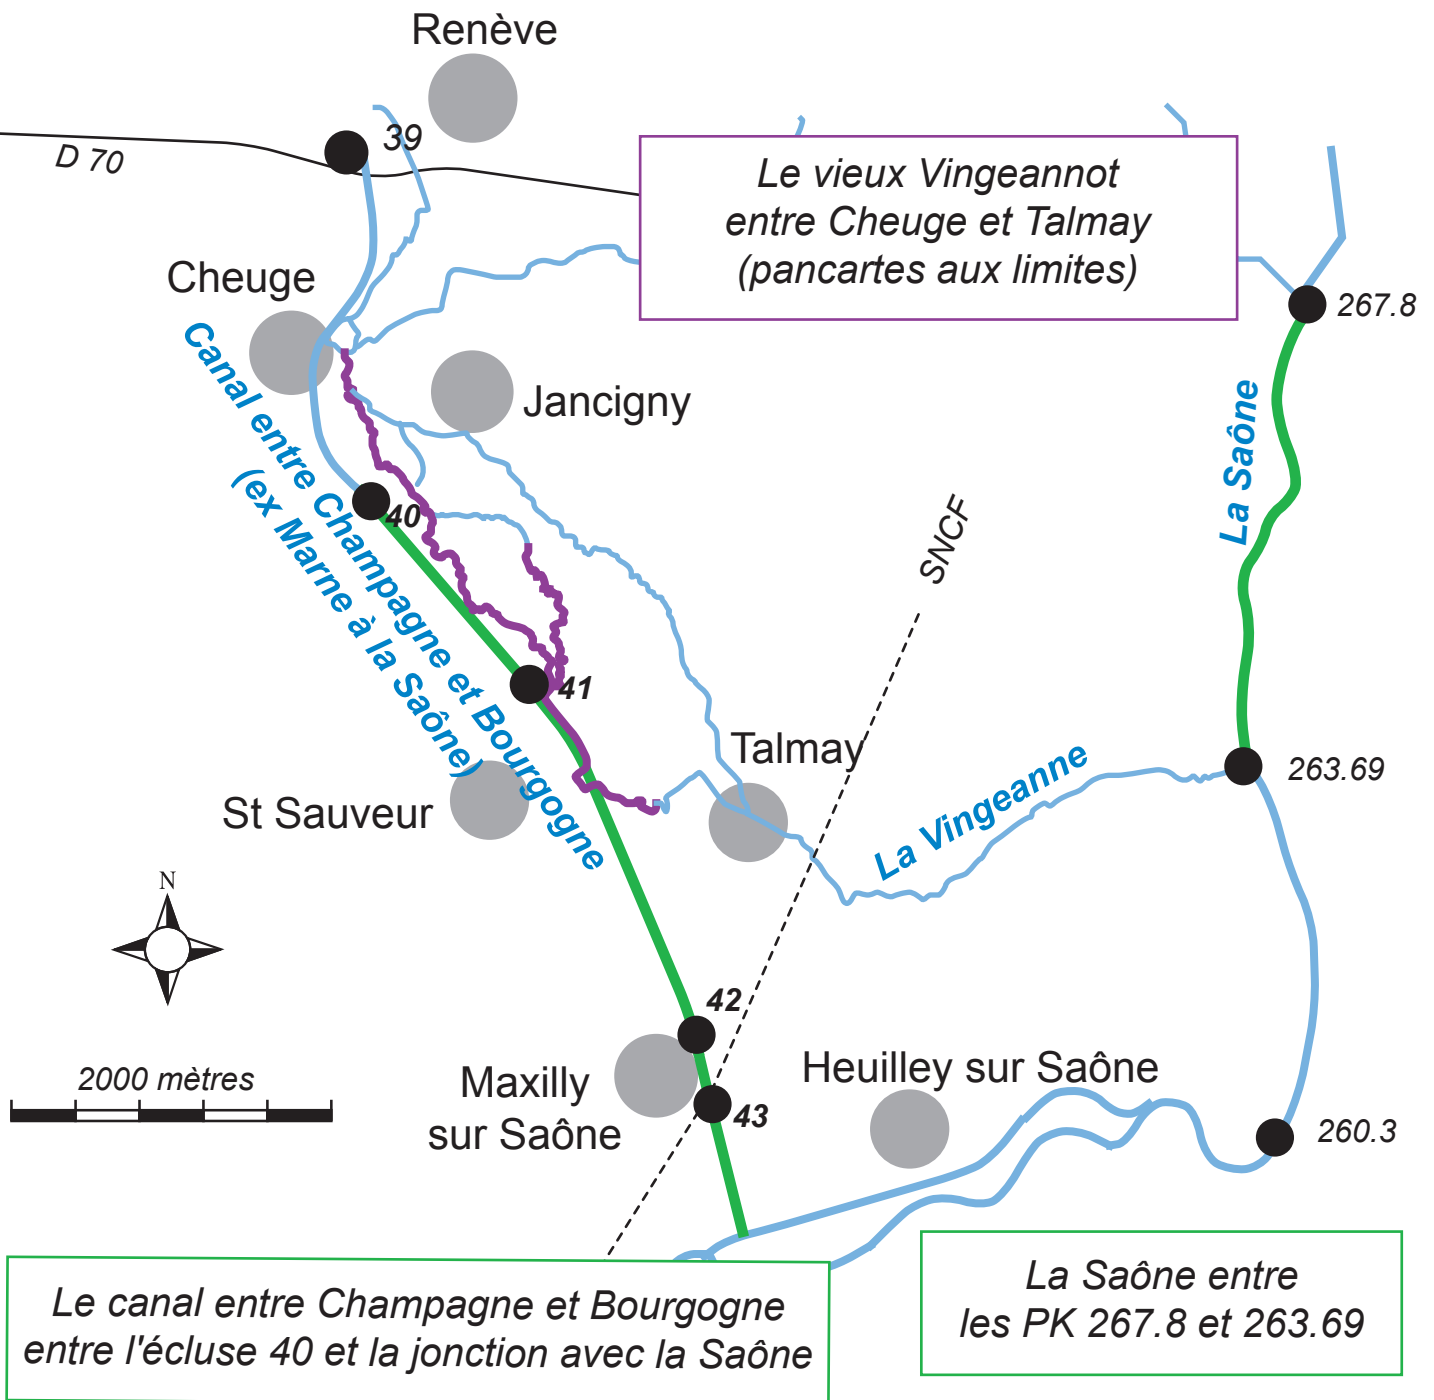 Renève
39
D 70
Le vieux Vingeannot
entre Cheuge et Talmay
(pancartes aux limites)
Cheuge
267.8
Jancigny
Canal entre Champagne et Bourgogne
(ex Marne à la Saône)
La Saône
40
SNCF
41
Talmay
263.69
St Sauveur
La Vingeanne
N
42
2000 mètres
Maxilly
sur Saône
43
Heuilley sur Saône
260.3
Le canal entre Champagne et Bourgogne
entre l'écluse 40 et la jonction avec la Saône
La Saône entre
les PK 267.8 et 263.69